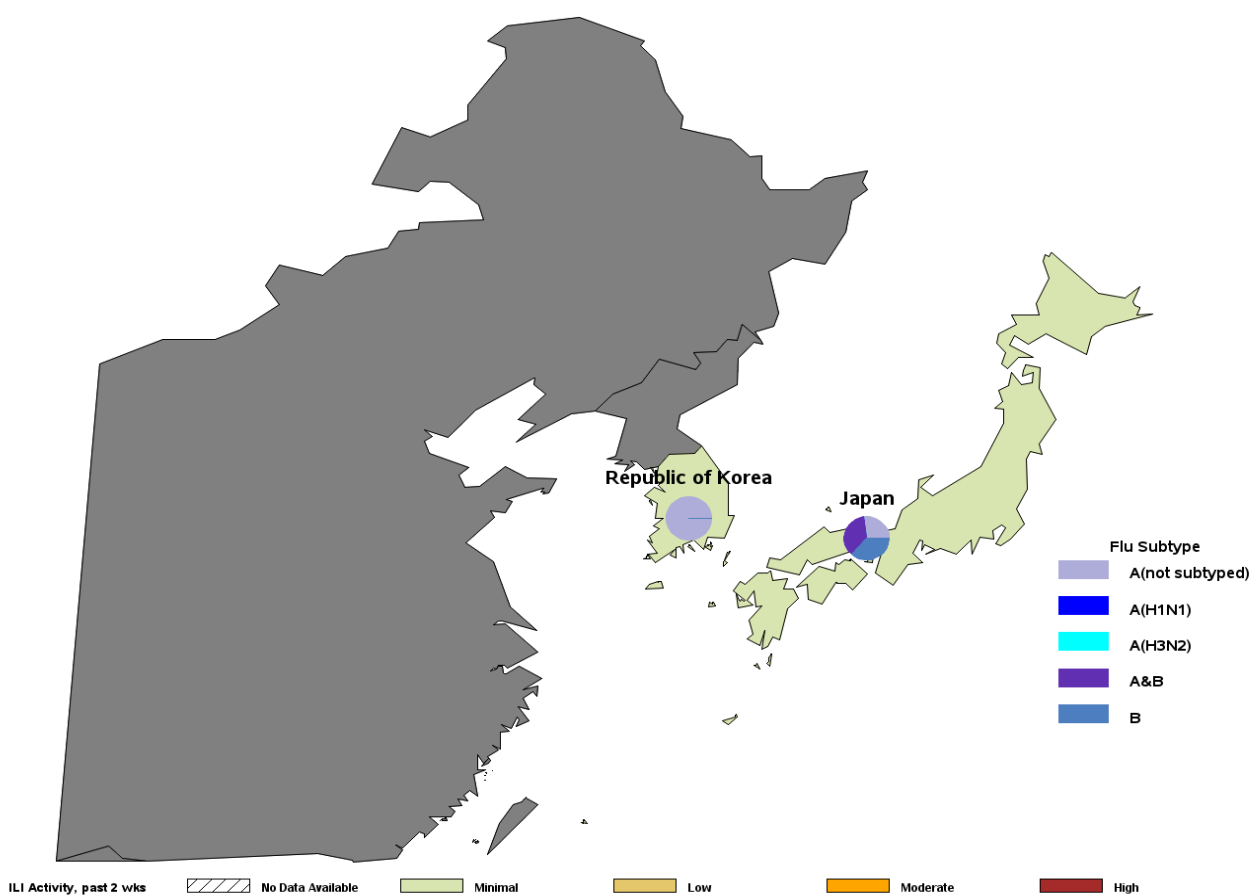 Republic of Korea
Japan
Flu Subtype
A(not subtyped)
A(H1N1)
A(H3N2)
A&B
B
ILI Activity, past 2 wks No Data Available Minimal Low Moderate High